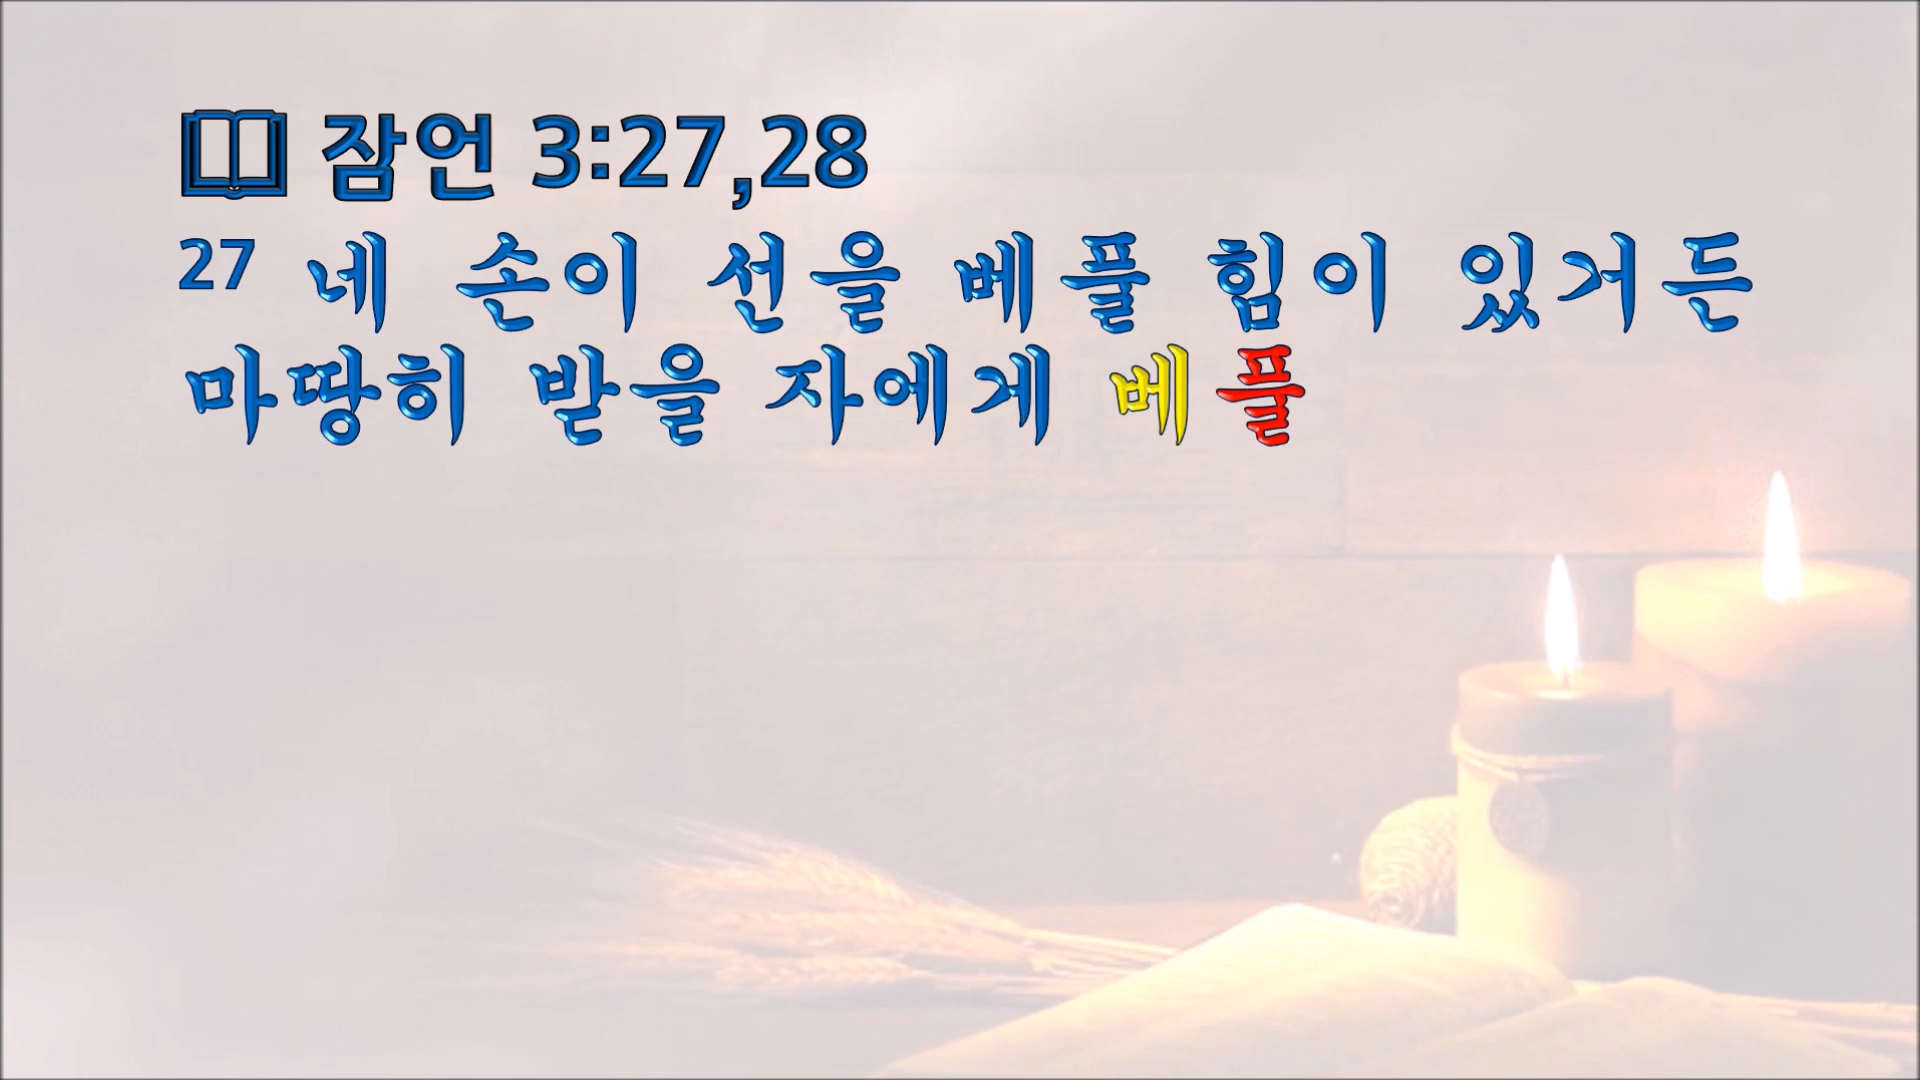 📖 잠언 3:27,28
27 네 손이 선을 베풀 힘이 있거든
마땅히 받을 자에게 베풀